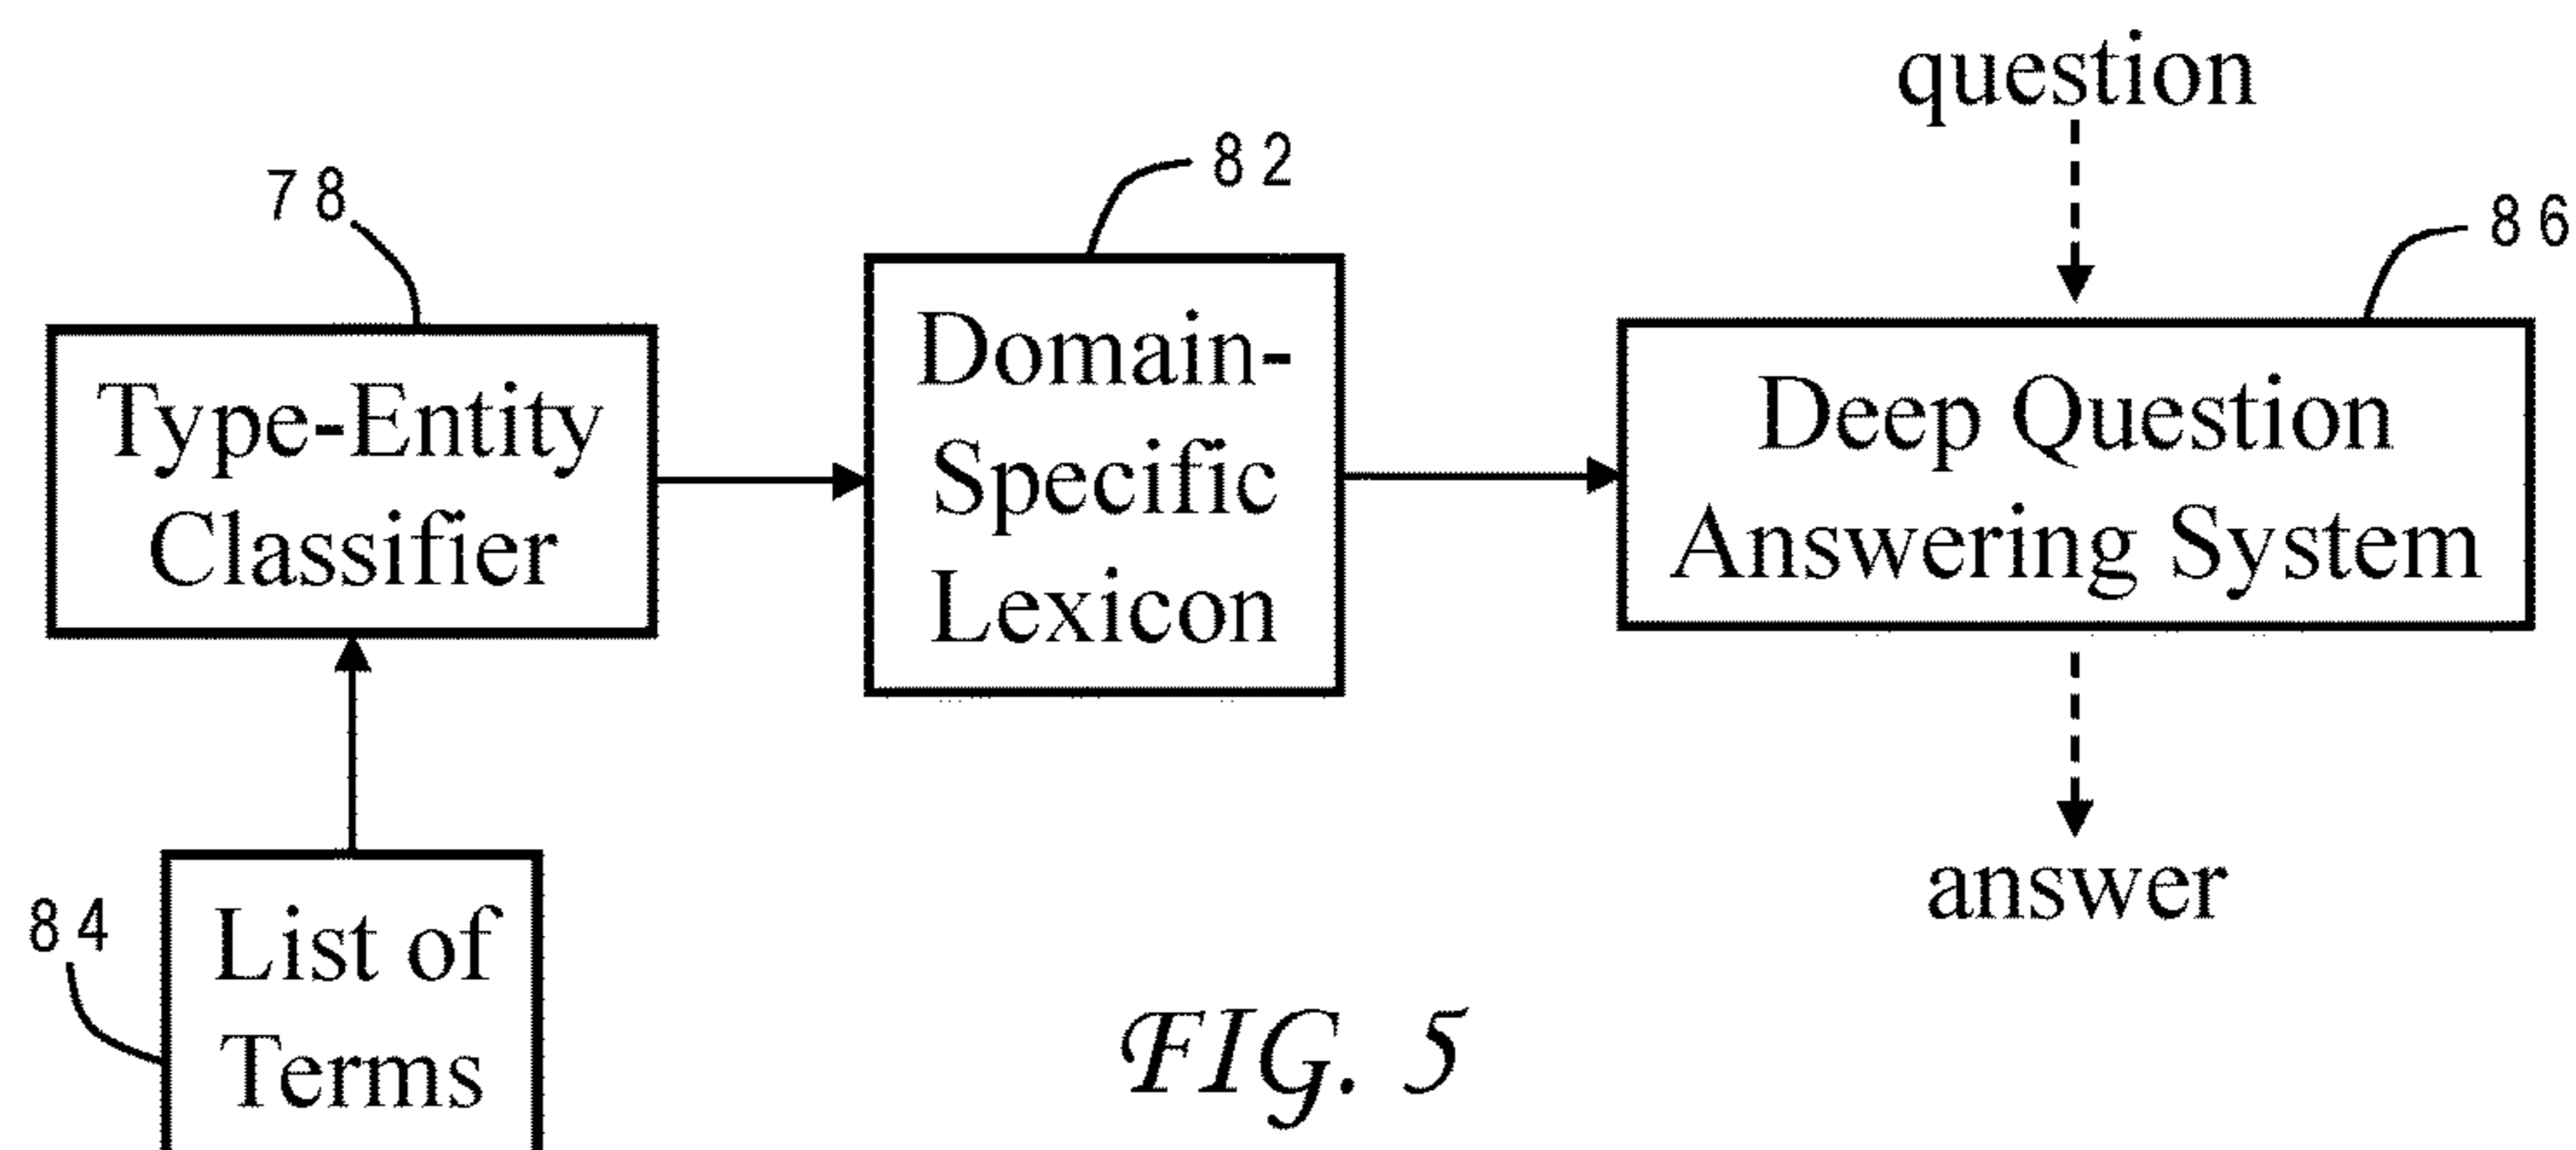 question
82
78
86
Type-Entity
Classifier
Domain-
Specific
Lexicon
Deep Question
Answering System
84
List of
Terms
answer
FIG. 5